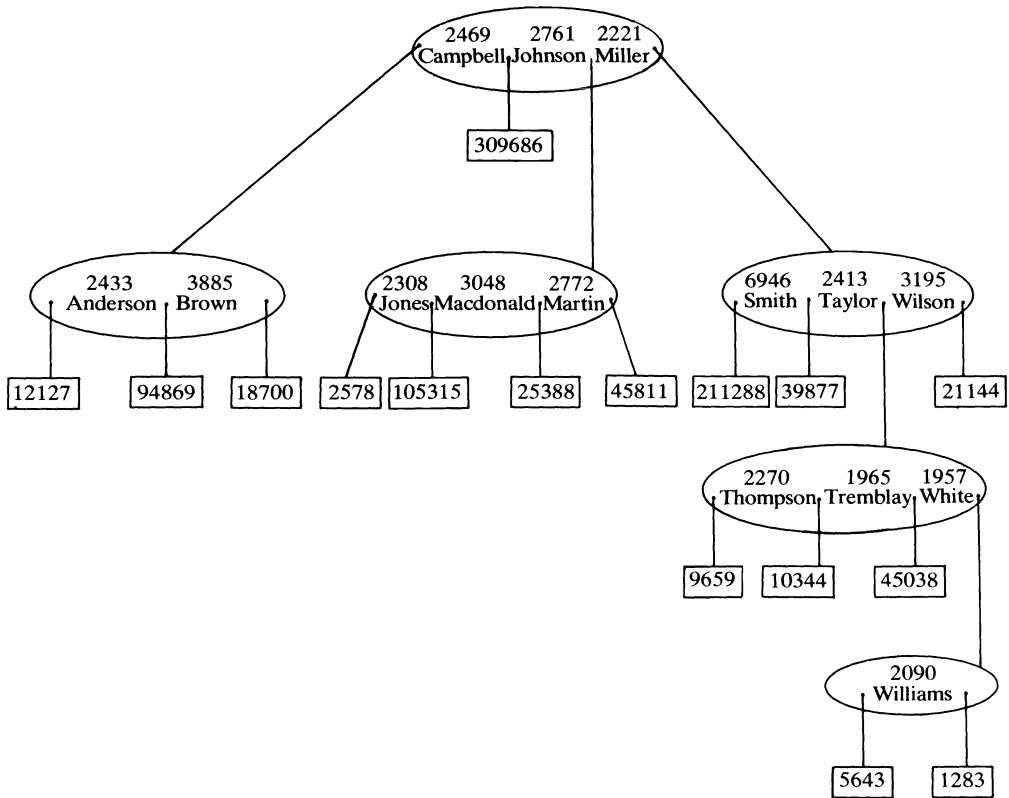 2469 2761 2221
Campbell Johnson Miller
309686
2433 3885
Anderson Brown
2308 3048 2772
Jones Macdonald Martin
6946 2413 3195
Smith Taylor Wilson
12127 94869 18700 2578 105315 25388 45811 211288 39877 21144
2270 1965 1957
Thompson Tremblay White
9659 10344 45038
2090
Williams
5643 1283